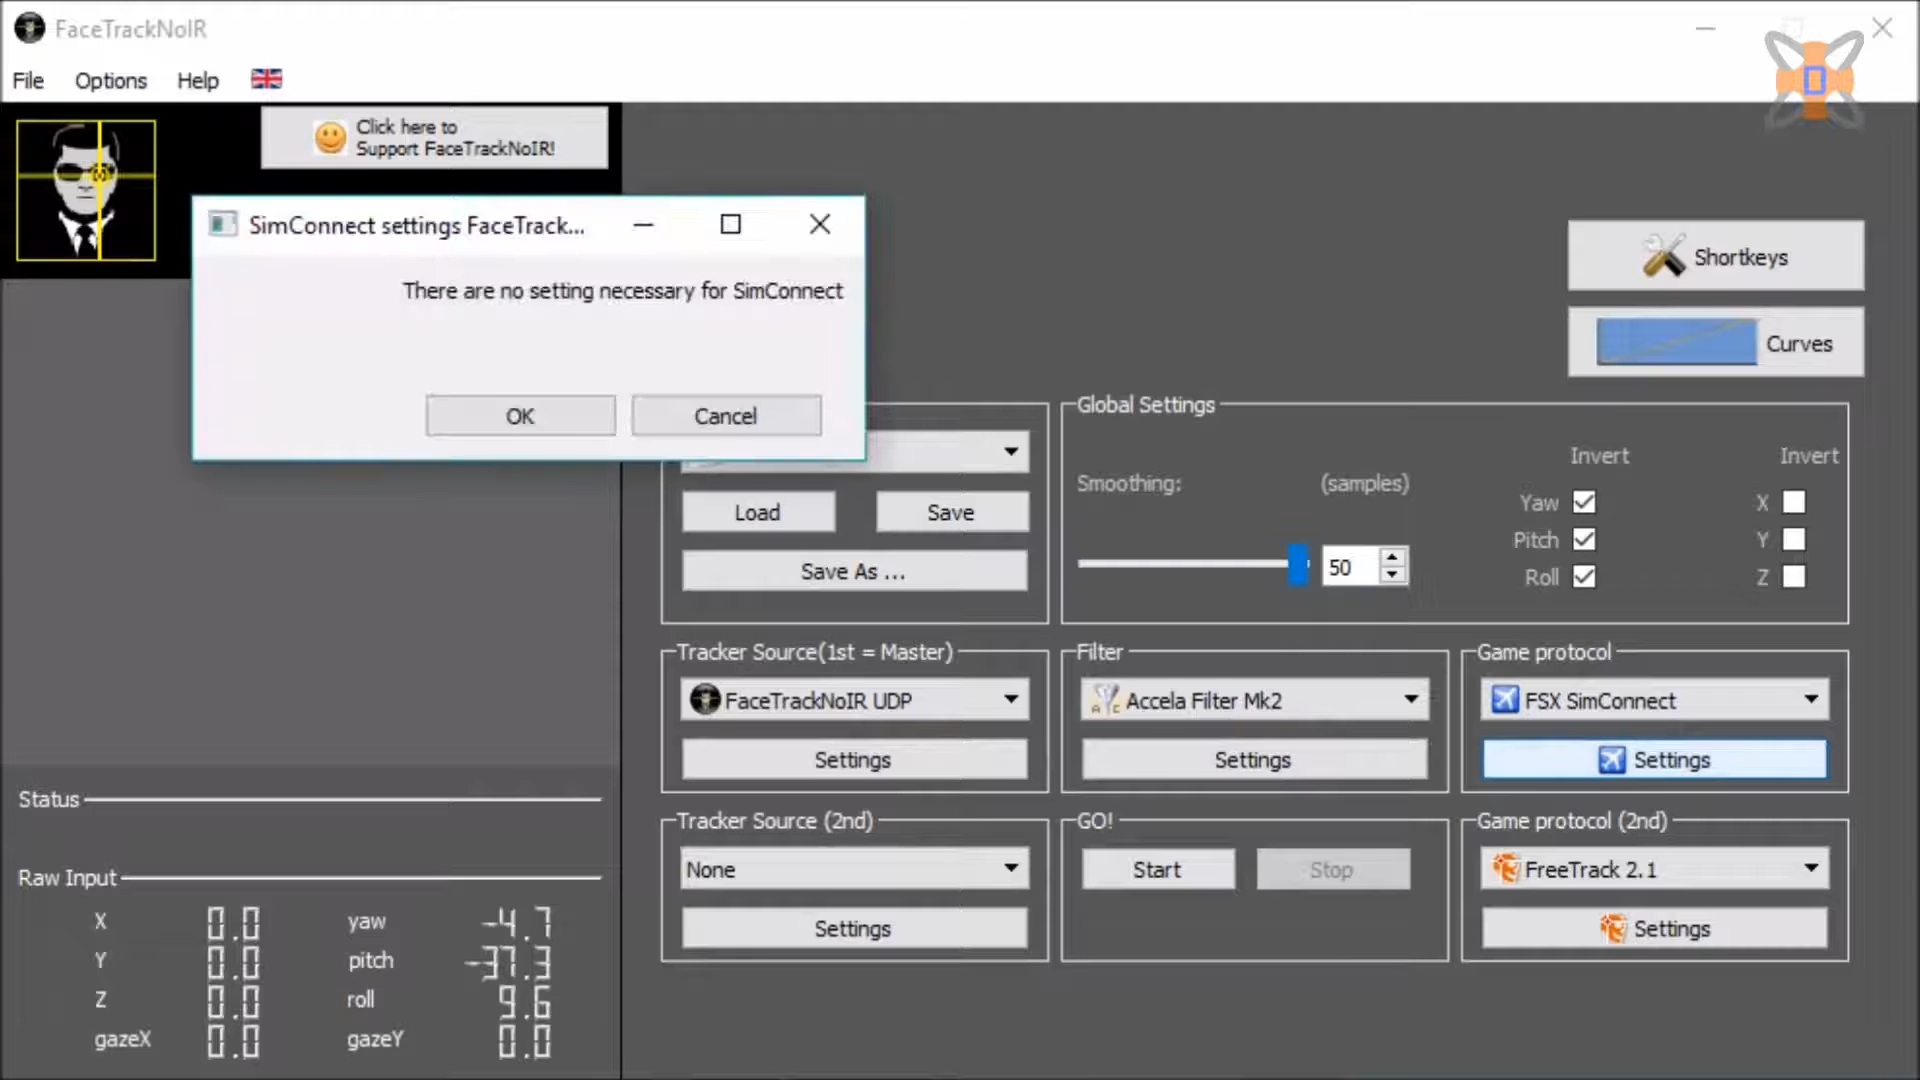 FaceTrackNoIR
File Options Help
Click here to
Support FaceTrackNoIR!
SimConnect settings FaceTrack...
There are no setting necessary for SimConnect
OK Cancel
Shortkeys
Curves
Load Save
Save As ...
Global Settings
Smoothing: (samples)
50
Invert Invert
Yaw X
Pitch Y
Roll Z
Tracker Source(1st = Master)
FaceTrackNoIR UDP
Settings
Filter
Accela Filter Mk2
Settings
Game protocol
FSX SimConnect
Settings
Tracker Source (2nd)
None
Settings
GO!
Start Stop
Game protocol (2nd)
FreeTrack 2.1
Settings
Status
Raw Input
X 0.0 yaw -4.7
Y 0.0 pitch -37.3
Z 0.0 roll 9.6
gazeX 0.0 gazeY 0.0